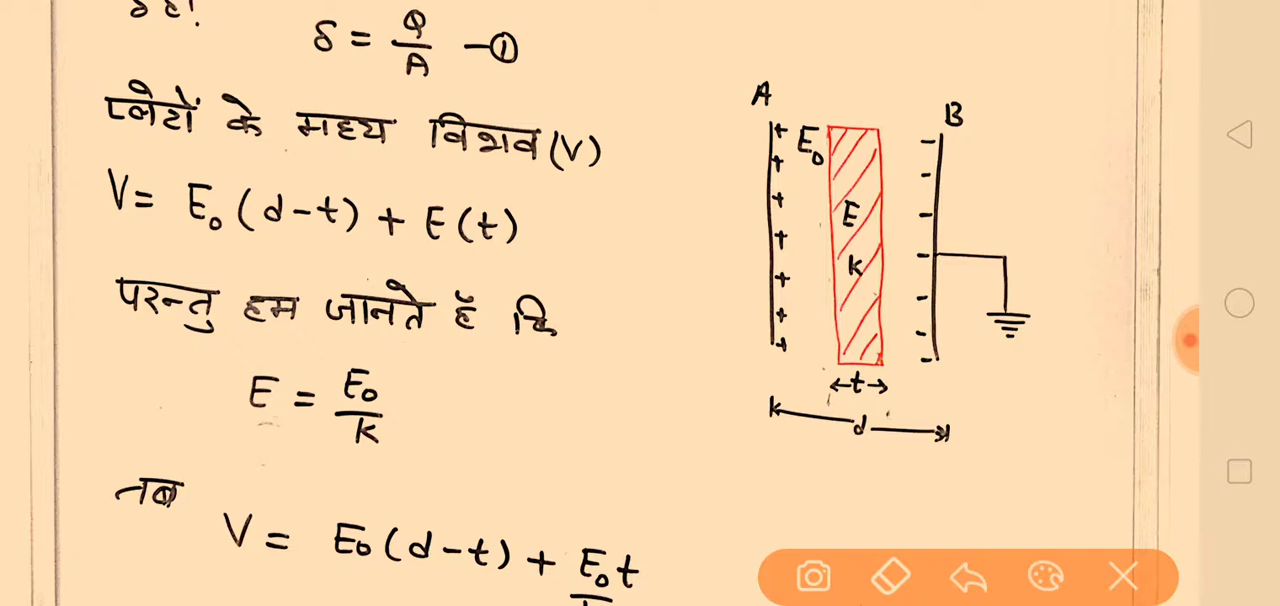 δ = Q/A —①
प्लेटों के मध्य विभव (V)
V = E₀(d-t) + E(t)
परन्तु हम जानते हैं कि
E = E₀/k
तब
V = E₀(d-t) + E₀t
A
B
E₀
E
k
t
d